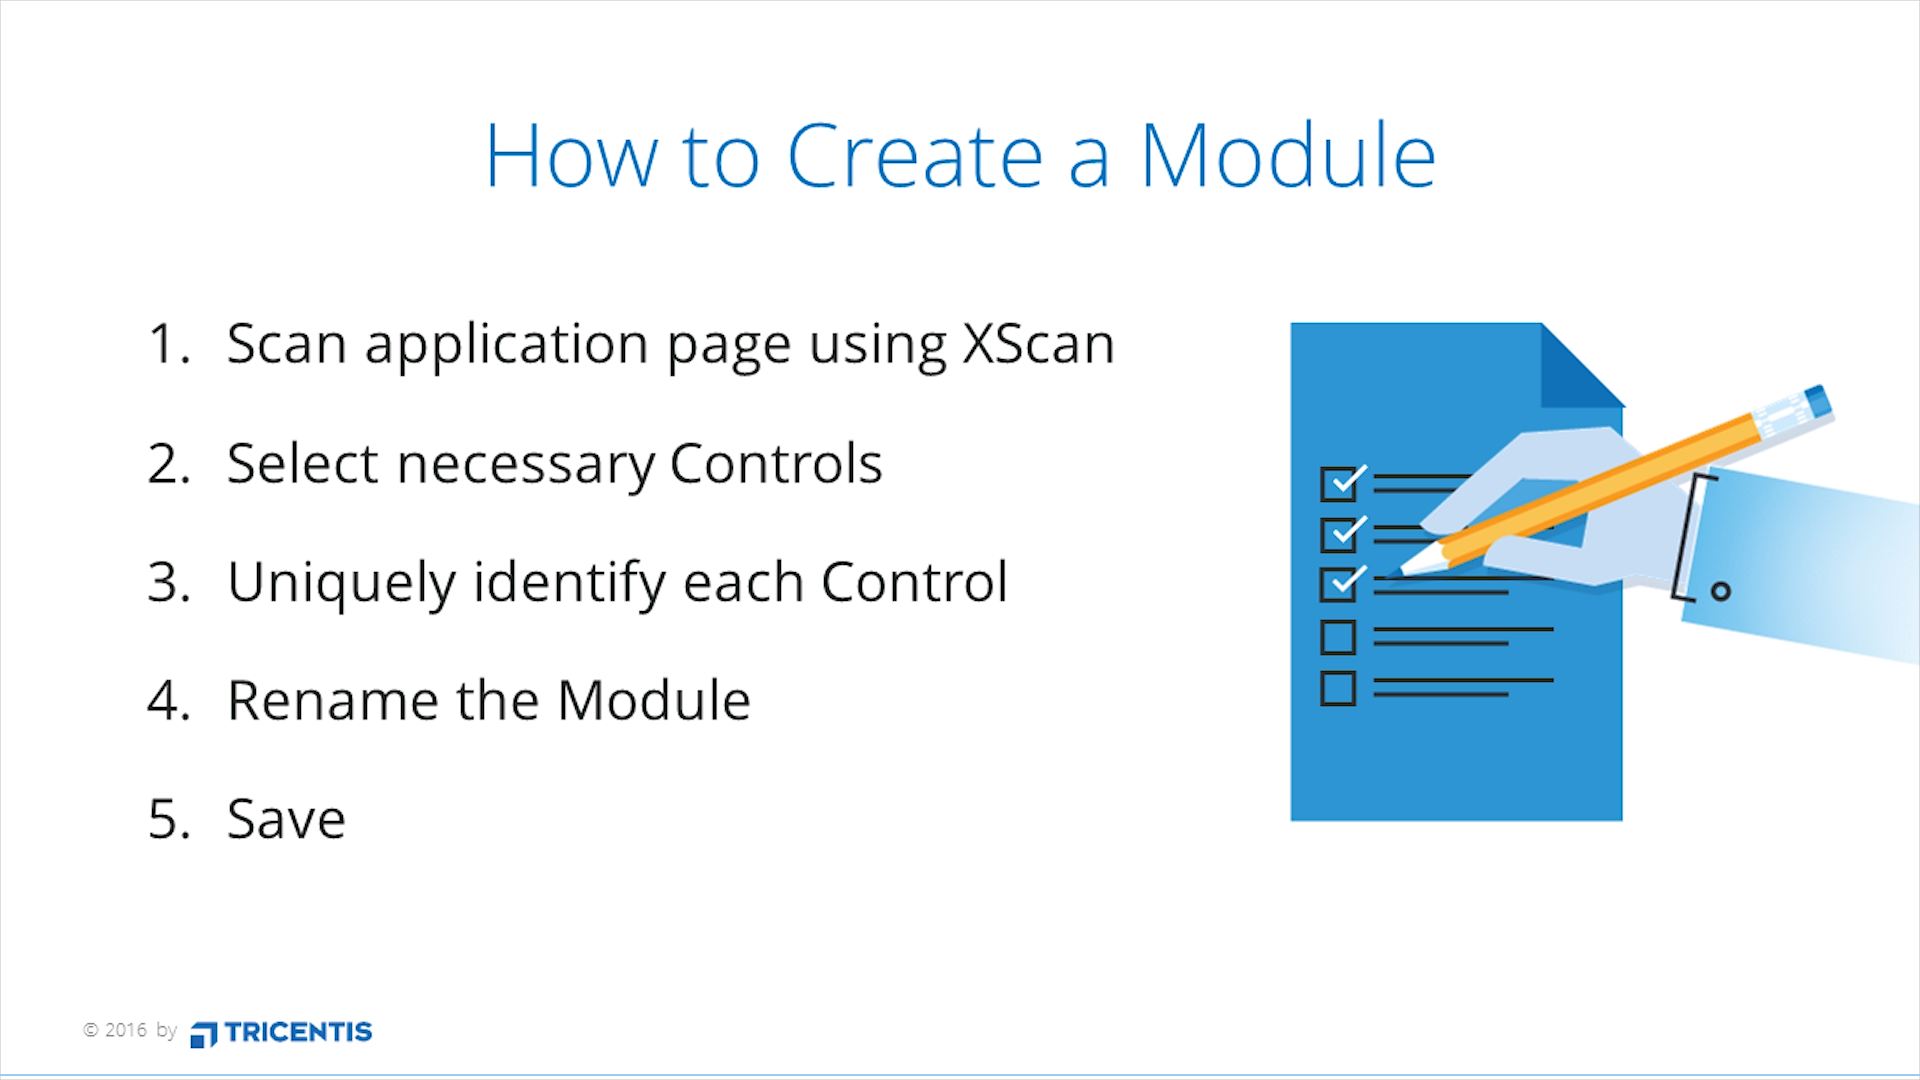 How to Create a Module
1. Scan application page using XScan
2. Select necessary Controls
3. Uniquely identify each Control
4. Rename the Module
5. Save
© 2016 by TRICENTIS